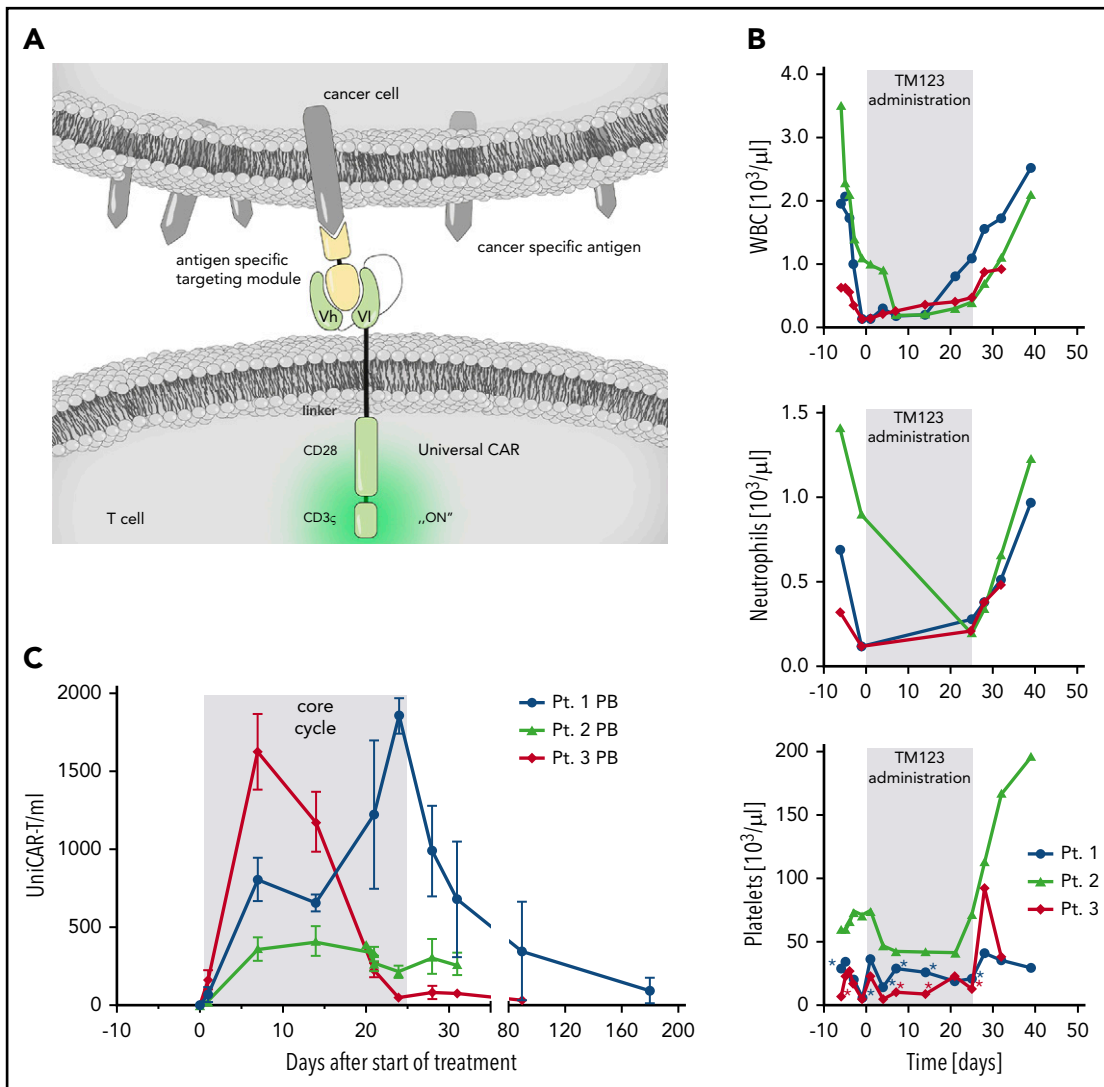 A
cancer cell
antigen specific
targeting module
cancer specific antigen
Vh
Vl
linker
CD28
Universal CAR
T cell
CD3ς
„ON”
B
WBC [10³/µl]
4.0
3.0
2.0
1.0
0.0
TM123
administration
-10 0 10 20 30 40 50
Neutrophils [10³/µl]
1.5
1.0
0.5
0.0
TM123
administration
-10 0 10 20 30 40 50
Platelets [10³/µl]
200
150
100
50
0
TM123
administration
Pt. 1
Pt. 2
Pt. 3
* * * * * * * * * *
-10 0 10 20 30 40 50
Time [days]
C
UniCAR-T/ml
2000
1500
1000
500
0
core
cycle
Pt. 1 PB
Pt. 2 PB
Pt. 3 PB
-10 0 10 20 30 80 120 160 200
Days after start of treatment